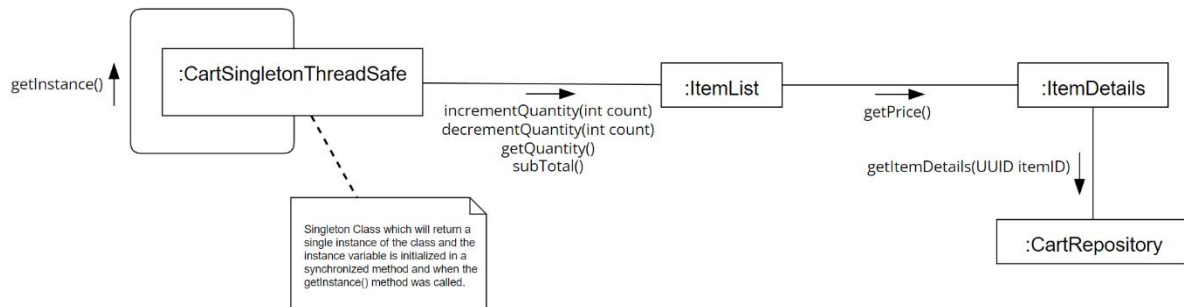 getInstance()
:CartSingletonThreadSafe
incrementQuantity(int count)
decrementQuantity(int count)
getQuantity()
subTotal()
:ItemList
getPrice()
:ItemDetails
getItemDetails(UUID itemID)
:CartRepository
Singleton Class which will return a
single instance of the class and the
instance variable is initialized in a
synchronized method and when the
getInstance() method was called.